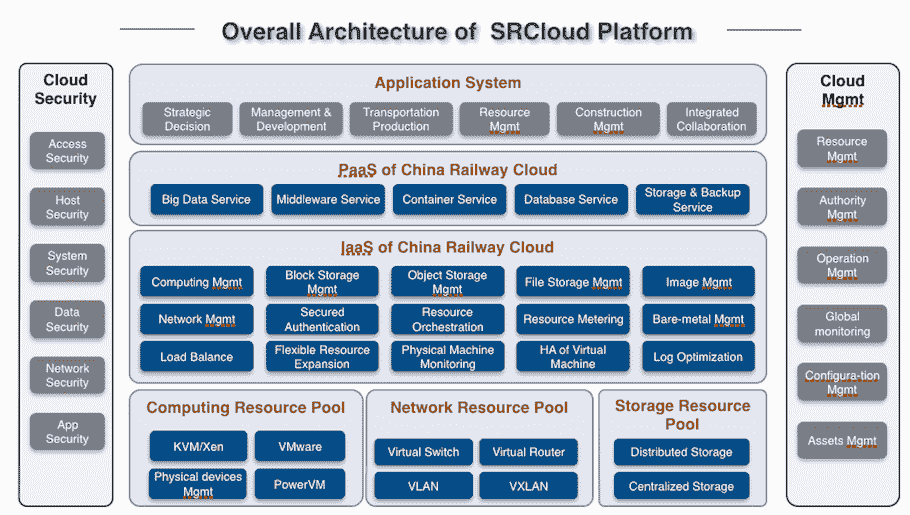 Overall Architecture of SRCloud Platform
Cloud
Security
Access
Security
Host
Security
System
Security
Data
Security
Network
Security
App
Security
Application System
Strategic
Decision
Management &
Development
Transportation
Production
Resource
Mgmt
Construction
Mgmt
Integrated
Collaboration
PaaS of China Railway Cloud
Big Data Service
Middleware Service
Container Service
Database Service
Storage & Backup
Service
IaaS of China Railway Cloud
Computing Mgmt
Block Storage
Mgmt
Object Storage
Mgmt
File Storage Mgmt
Image Mgmt
Network Mgmt
Secured
Authentication
Resource
Orchestration
Resource Metering
Bare-metal Mgmt
Load Balance
Flexible Resource
Expansion
Physical Machine
Monitoring
HA of Virtual
Machine
Log Optimization
Computing Resource Pool
KVM/Xen
VMware
Physical devices
Mgmt
PowerVM
Network Resource Pool
Virtual Switch
Virtual Router
VLAN
VXLAN
Storage Resource
Pool
Distributed Storage
Centralized Storage
Cloud
Mgmt
Resource
Mgmt
Authority
Mgmt
Operation
Mgmt
Global
monitoring
Configura-tion
Mgmt
Assets Mgmt